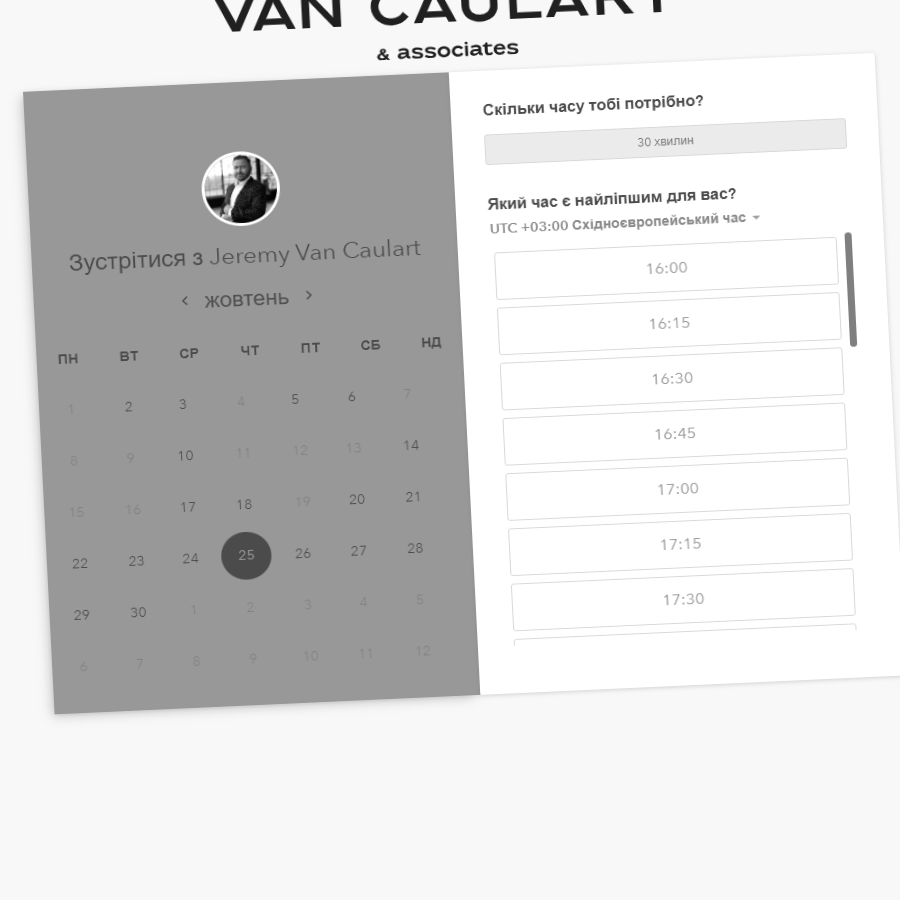 VAN CAULART
& associates
Зустрітися з Jeremy Van Caulart
жовтень
ПН ВТ СР ЧТ ПТ СБ НД
1 2 3 4 5 6 7
8 9 10 11 12 13 14
15 16 17 18 19 20 21
22 23 24 25 26 27 28
29 30 1 2 3 4 5
6 7 8 9 10 11 12
Скільки часу тобі потрібно?
30 хвилин
Який час є найліпшим для вас?
UTC +03:00 Східноєвропейський час
16:00
16:15
16:30
16:45
17:00
17:15
17:30